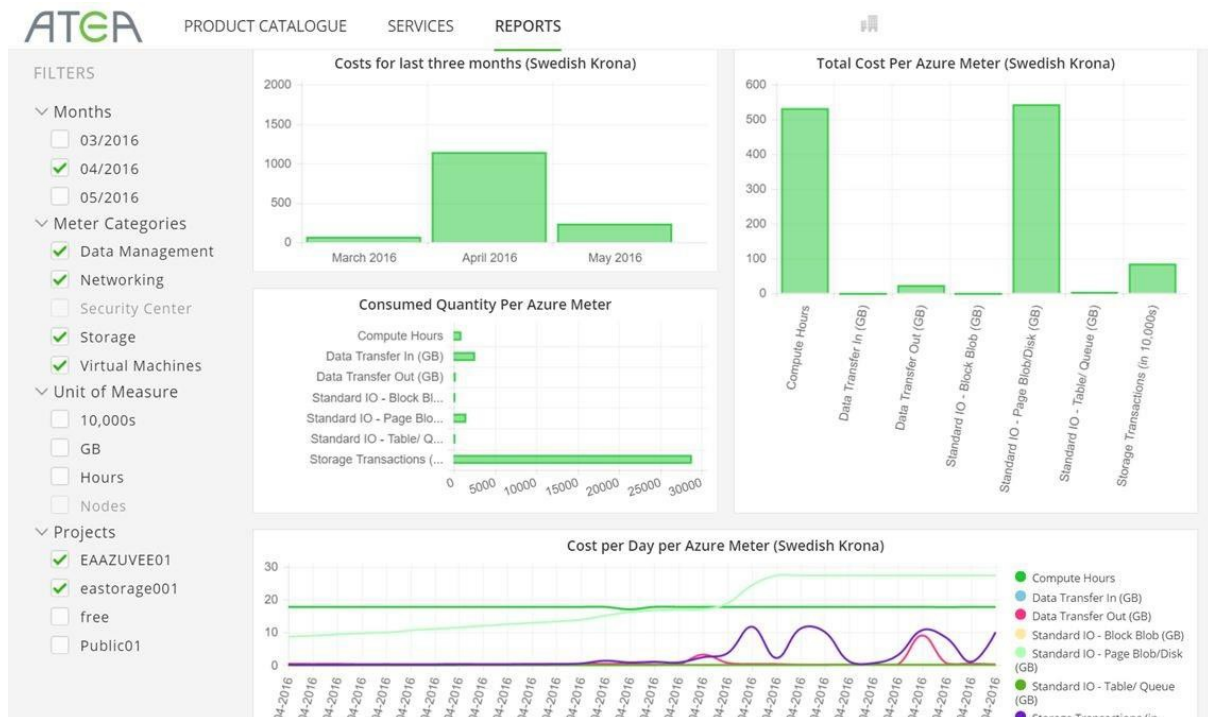 ATEA
PRODUCT CATALOGUE
SERVICES
REPORTS
FILTERS
Months
03/2016
04/2016
05/2016
Meter Categories
Data Management
Networking
Security Center
Storage
Virtual Machines
Unit of Measure
10,000s
GB
Hours
Nodes
Projects
EAAZUVEE01
eastorage001
free
Public01
Costs for last three months (Swedish Krona)
2000
1500
1000
500
0
March 2016
April 2016
May 2016
Total Cost Per Azure Meter (Swedish Krona)
600
500
400
300
200
100
0
Compute Hours
Data Transfer In (GB)
Data Transfer Out (GB)
Standard IO - Block Blob (GB)
Standard IO - Page Blob/Disk (GB)
Standard IO - Table/ Queue (GB)
Storage Transactions (in 10,000s)
Consumed Quantity Per Azure Meter
Compute Hours
Data Transfer In (GB)
Data Transfer Out (GB)
Standard IO - Block Bl...
Standard IO - Page Blo...
Standard IO - Table/ Q...
Storage Transactions (...
0
5000
10000
15000
20000
25000
30000
Cost per Day per Azure Meter (Swedish Krona)
30
20
10
0
Compute Hours
Data Transfer In (GB)
Data Transfer Out (GB)
Standard IO - Block Blob (GB)
Standard IO - Page Blob/Disk
(GB)
Standard IO - Table/ Queue
(GB)
Storage Transactions (in